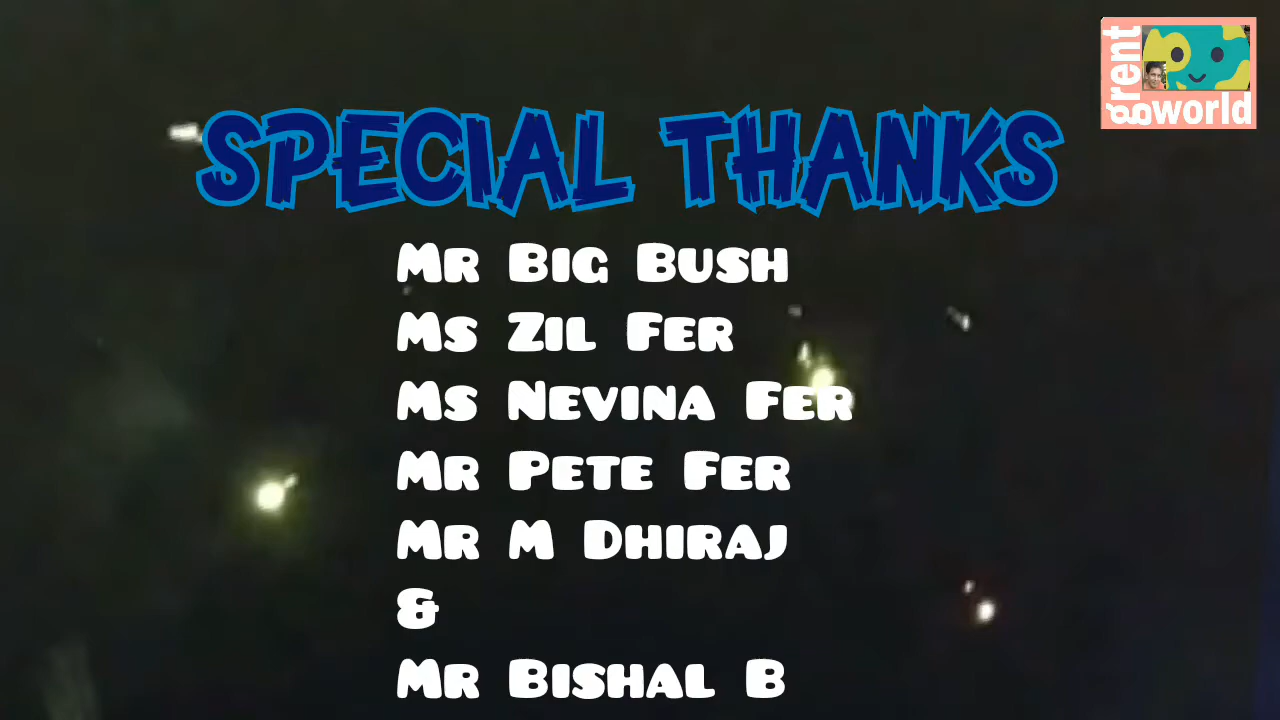 grent
world
SPECIAL THANKS
Mr Big Bush
Ms Zil Fer
Ms Nevina Fer
Mr Pete Fer
Mr M Dhiraj
&
Mr Bishal B